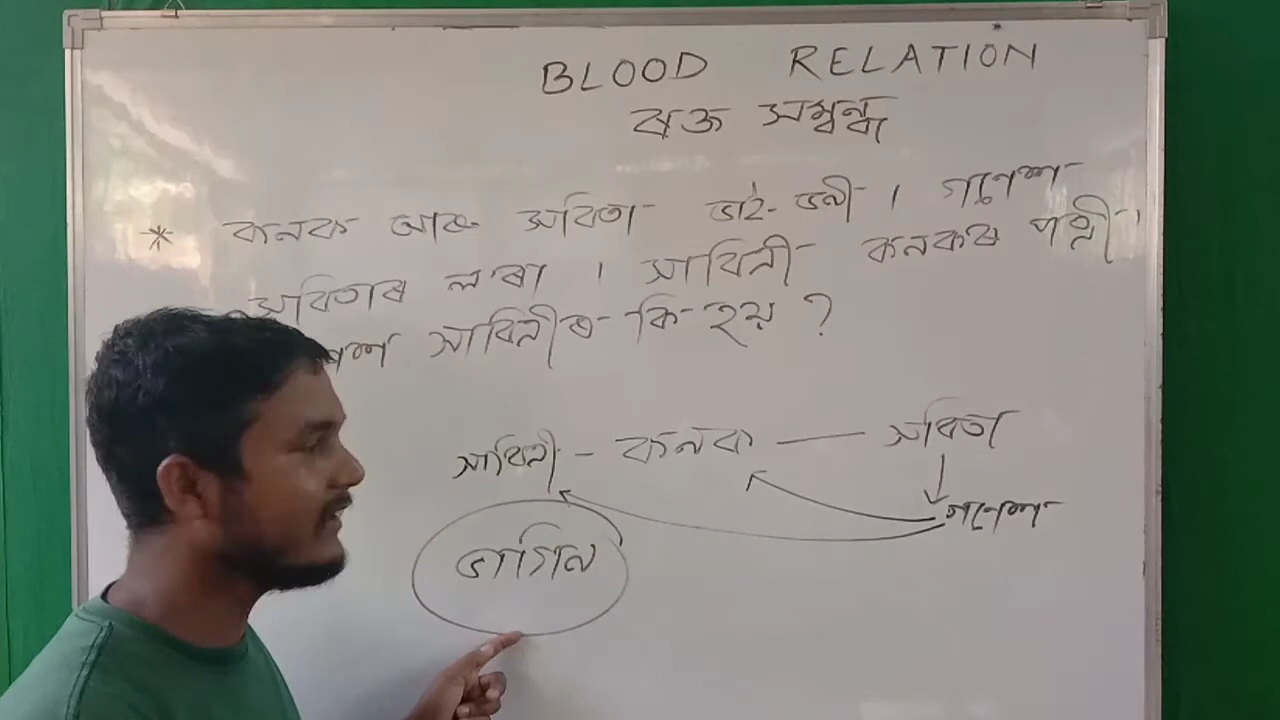 BLOOD RELATION
ৰক্ত সম্বন্ধ
* কনক আৰু সবিতা ভাই-ভনী । গণেশ
সবিতাৰ ল'ৰা । সাবিত্ৰী কনকৰ পত্নী ।
সাবিত্ৰীৰ কি হয় ?
সাবিত্ৰী - কনক — সবিতা
গণেশ
ভাগিন